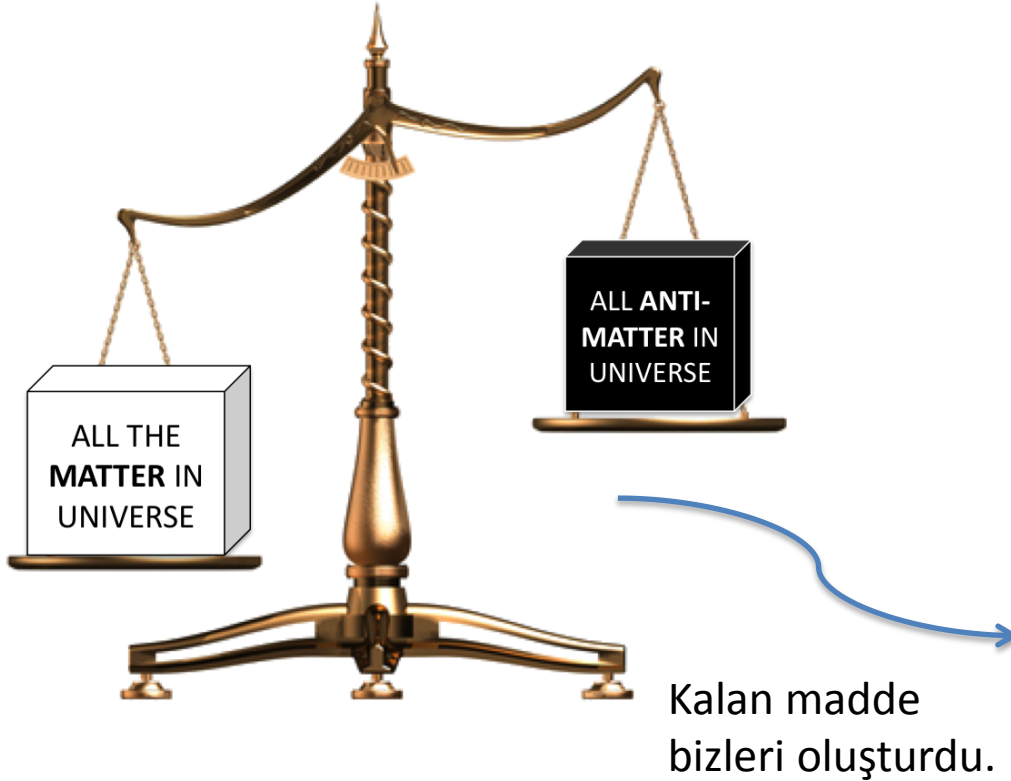 ALL THE
MATTER IN
UNIVERSE
ALL ANTI-
MATTER IN
UNIVERSE
Kalan madde
bizleri oluşturdu.